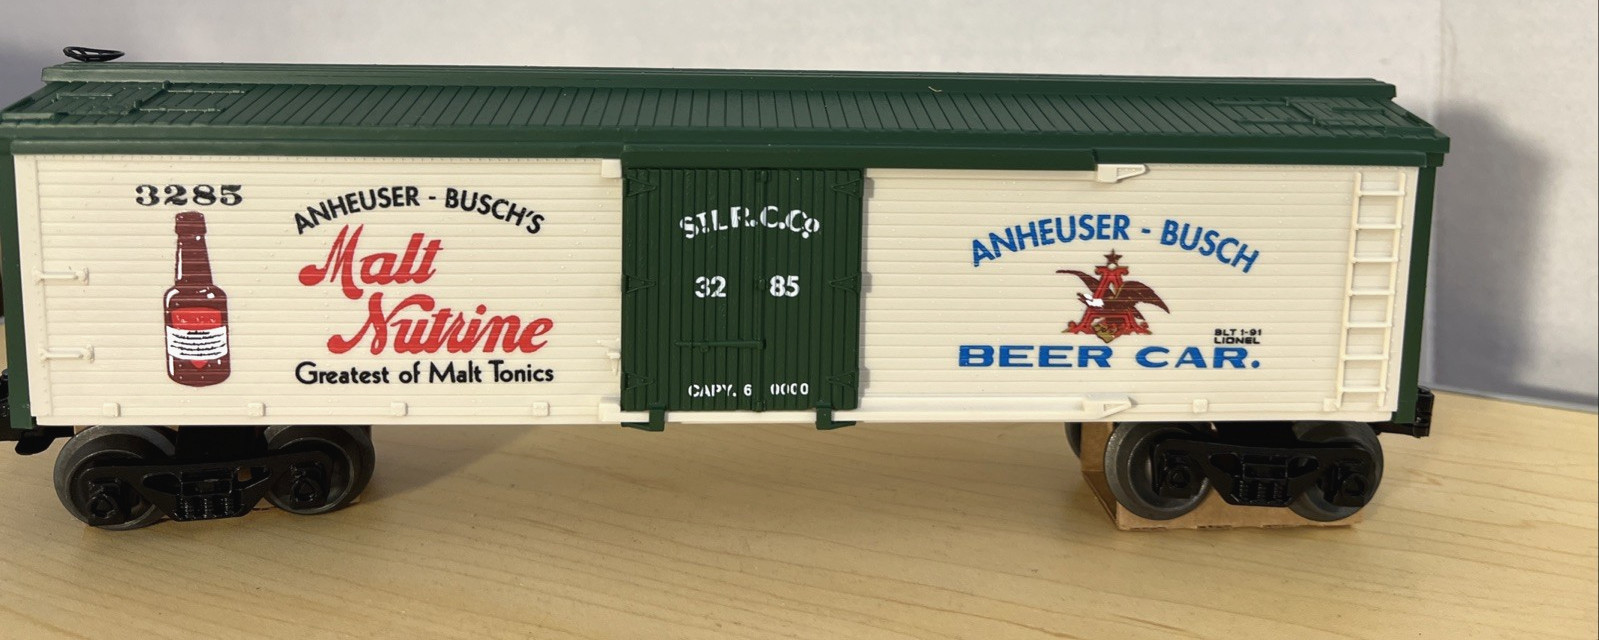 3285
ANHEUSER - BUSCH'S
Malt
Nutrine
Greatest of Malt Tonics
ST.L.R.C.Co
32 85
CAPY. 6 0000
ANHEUSER - BUSCH
A
BLT 1-91
LIONEL
BEER CAR.